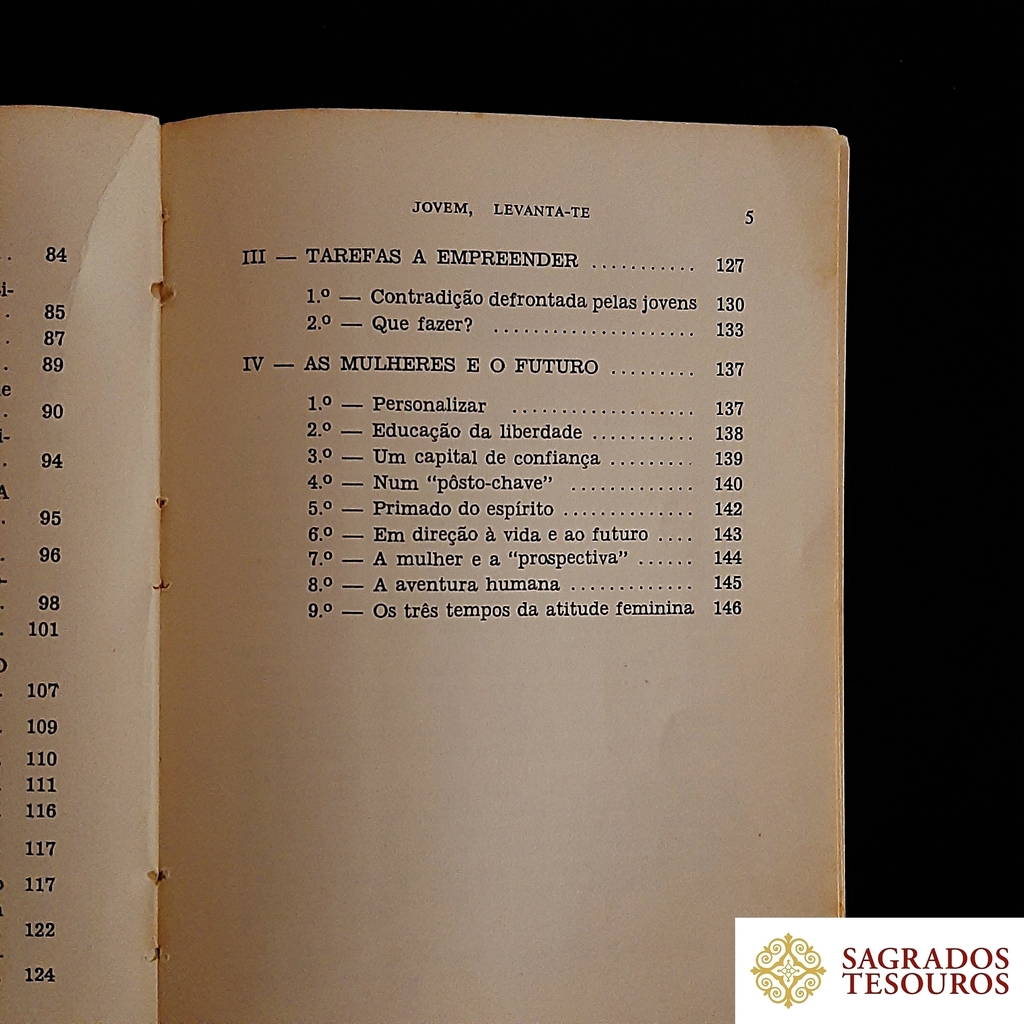 84
85
87
89
90
94
95
96
98
101
107
109
110
111
116
117
117
122
124
JOVEM, LEVANTA-TE 5
III — TAREFAS A EMPREENDER ........... 127
1.º — Contradição defrontada pelas jovens 130
2.º — Que fazer? ..................... 133
IV — AS MULHERES E O FUTURO ......... 137
1.º — Personalizar ................... 137
2.º — Educação da liberdade ........... 138
3.º — Um capital de confiança ......... 139
4.º — Num "pôsto-chave" ............. 140
5.º — Primado do espírito .............. 142
6.º — Em direção à vida e ao futuro .... 143
7.º — A mulher e a "prospectiva" ...... 144
8.º — A aventura humana ............. 145
9.º — Os três tempos da atitude feminina 146
SAGRADOS
TESOUROS